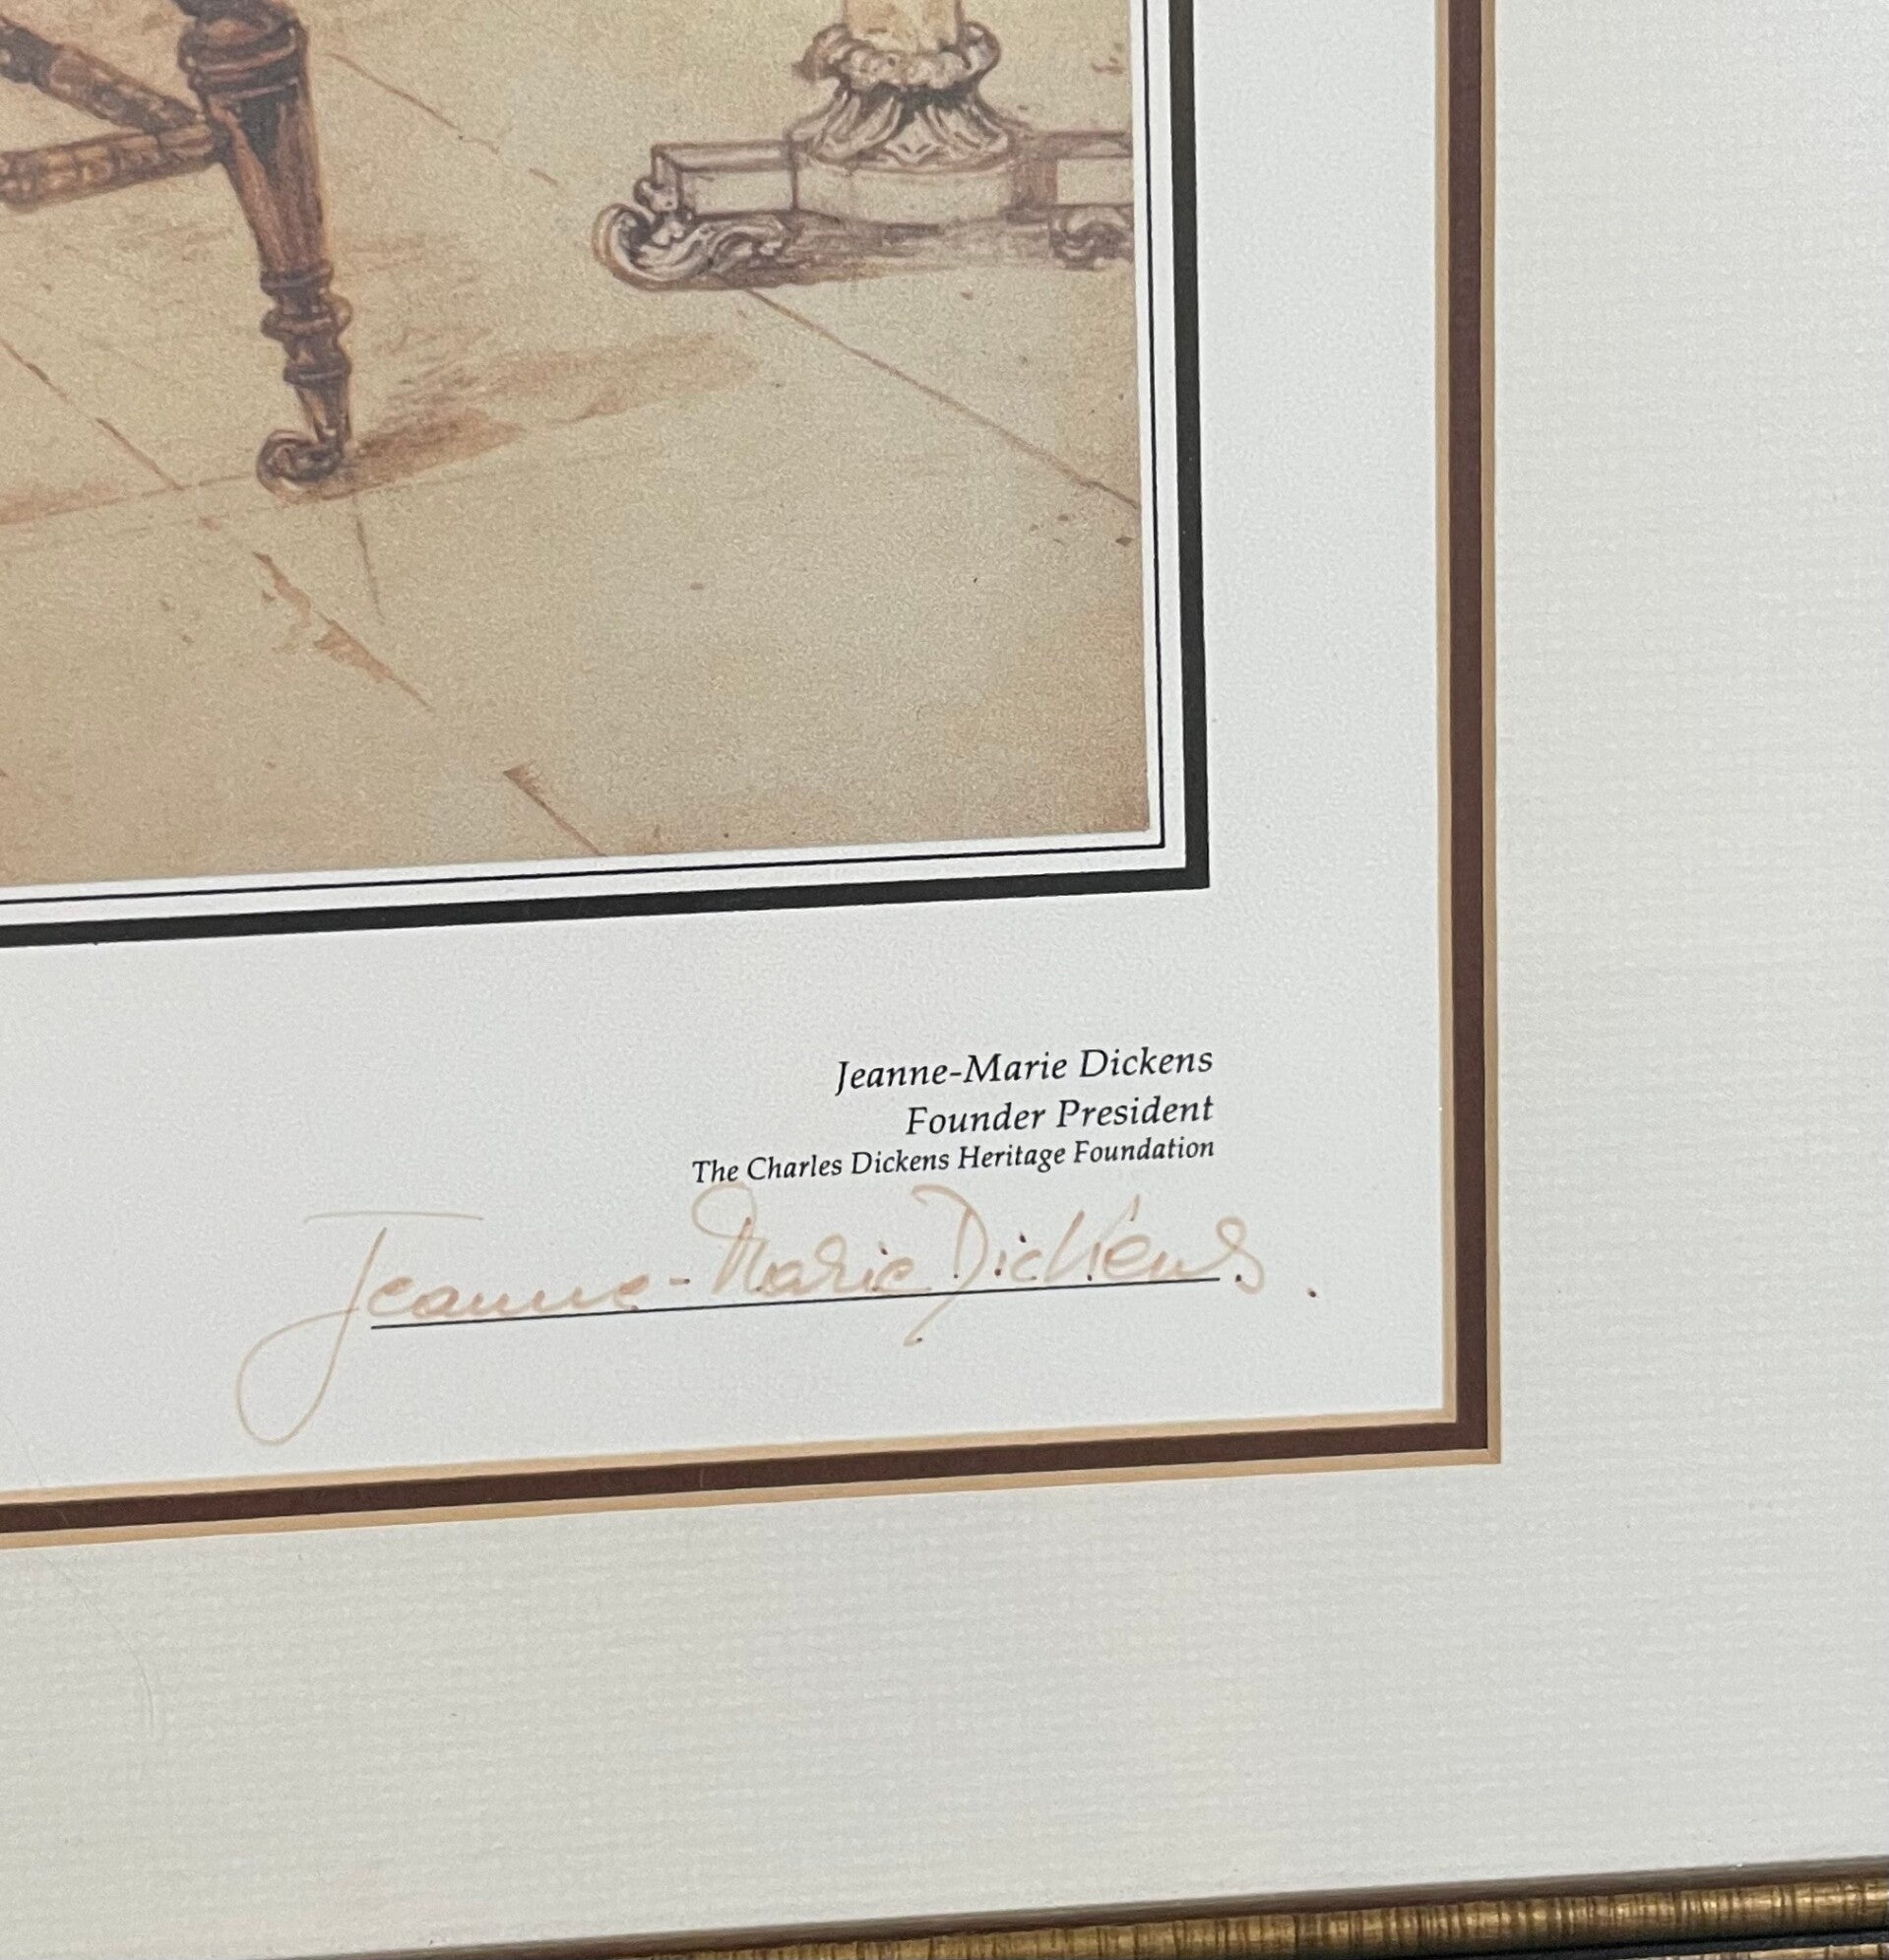 Jeanne-Marie Dickens
Founder President
The Charles Dickens Heritage Foundation
Jeanne-Marie Dickens.